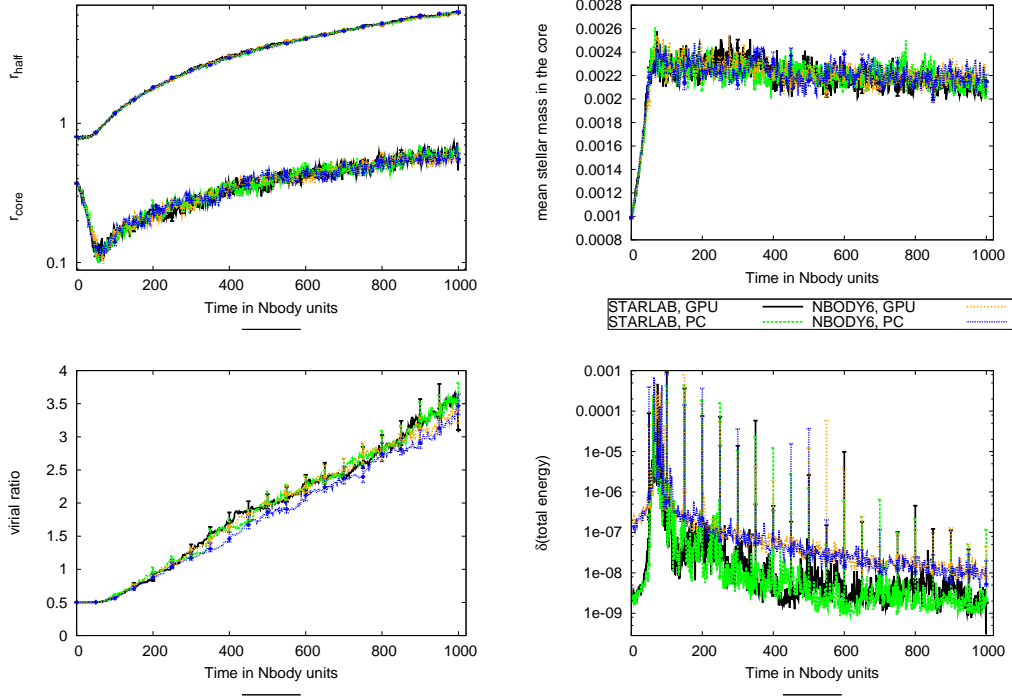 r_half
r_core
1
0.1
0 200 400 600 800 1000
Time in Nbody units
mean stellar mass in the core
0.0028
0.0026
0.0024
0.0022
0.002
0.0018
0.0016
0.0014
0.0012
0.001
0.0008
0 200 400 600 800 1000
Time in Nbody units
STARLAB, GPU NBODY6, GPU
STARLAB, PC NBODY6, PC
virial ratio
4
3.5
3
2.5
2
1.5
1
0.5
0
0 200 400 600 800 1000
Time in Nbody units
δ(total energy)
0.001
0.0001
1e-05
1e-06
1e-07
1e-08
1e-09
0 200 400 600 800 1000
Time in Nbody units